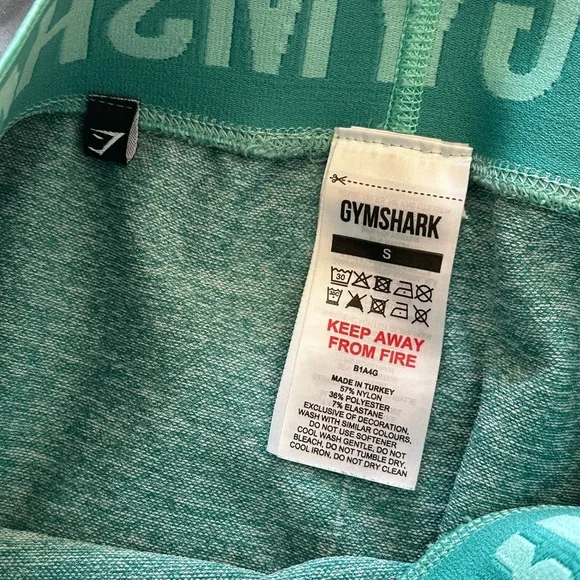 GYMSHARK
GYMSHARK
S
30
KEEP AWAY
FROM FIRE
B1A4G
MADE IN TURKEY
57% NYLON
36% POLYESTER
7% ELASTANE
EXCLUSIVE OF DECORATION,
WASH WITH SIMILAR COLOURS,
DO NOT USE SOFTENER
COOL WASH GENTLE, DO NOT
BLEACH, DO NOT TUMBLE DRY,
COOL IRON, DO NOT DRY CLEAN